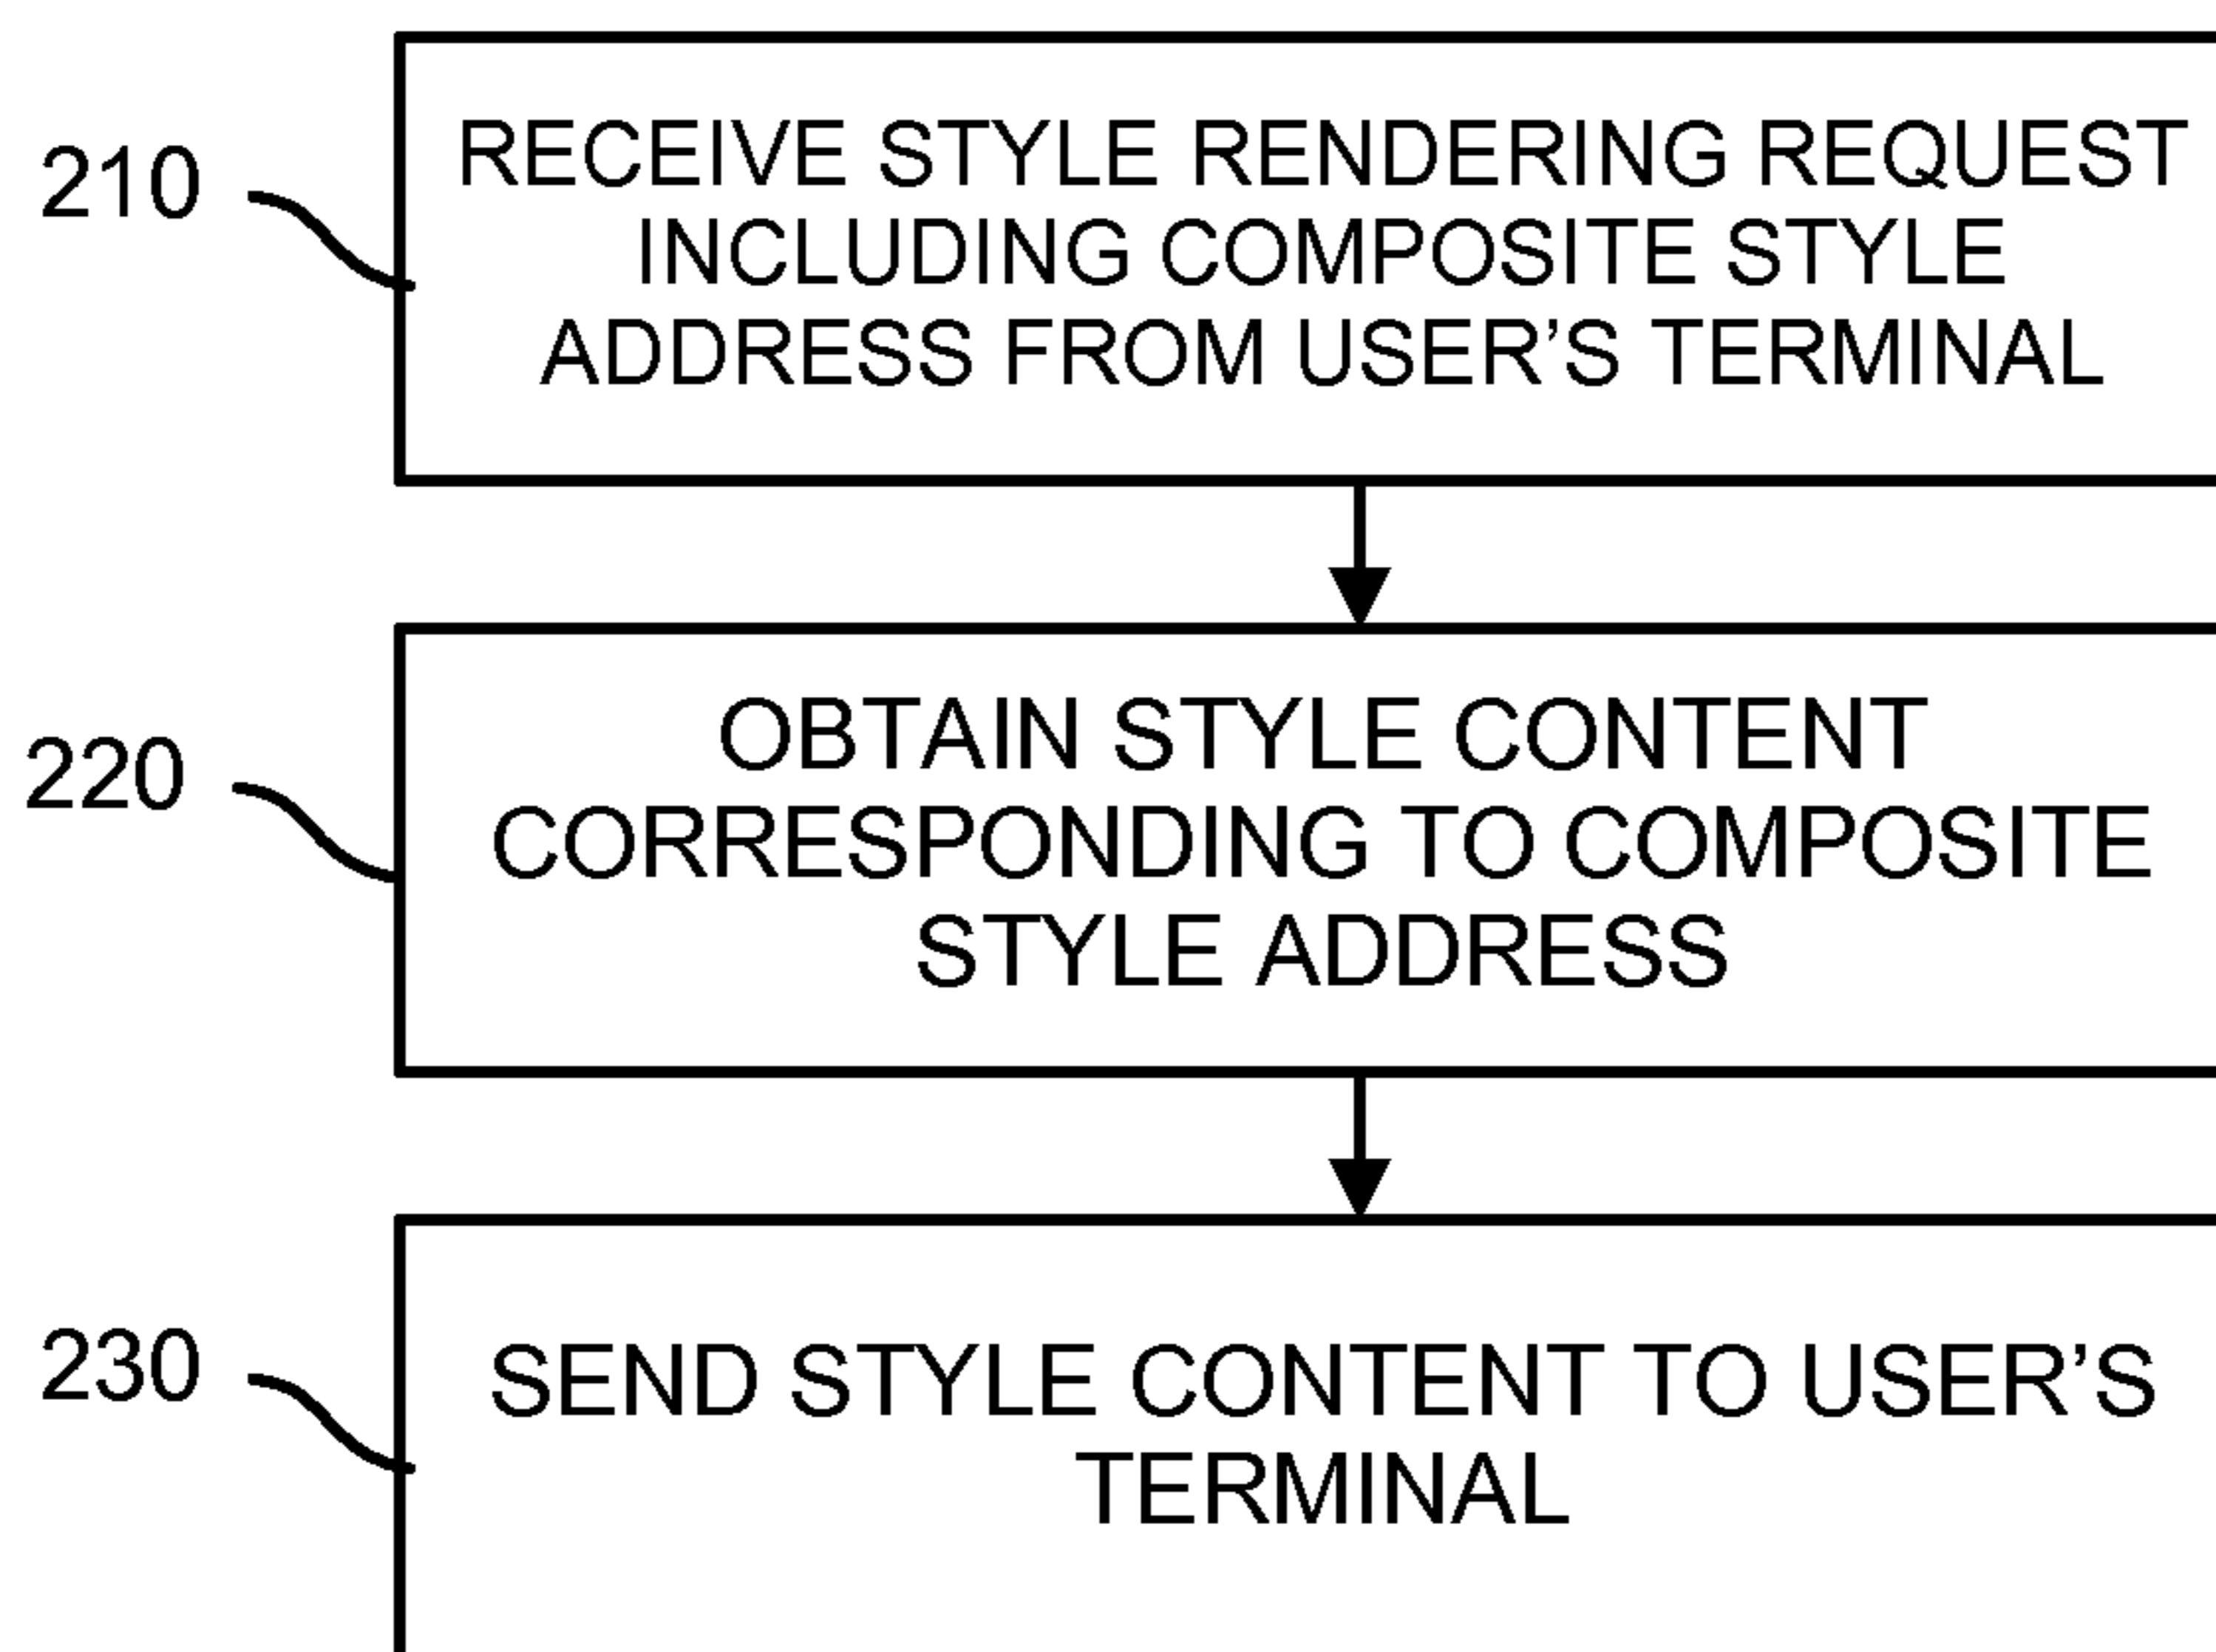 210
RECEIVE STYLE RENDERING REQUEST
INCLUDING COMPOSITE STYLE
ADDRESS FROM USER’S TERMINAL
220
OBTAIN STYLE CONTENT
CORRESPONDING TO COMPOSITE
STYLE ADDRESS
230
SEND STYLE CONTENT TO USER’S
TERMINAL